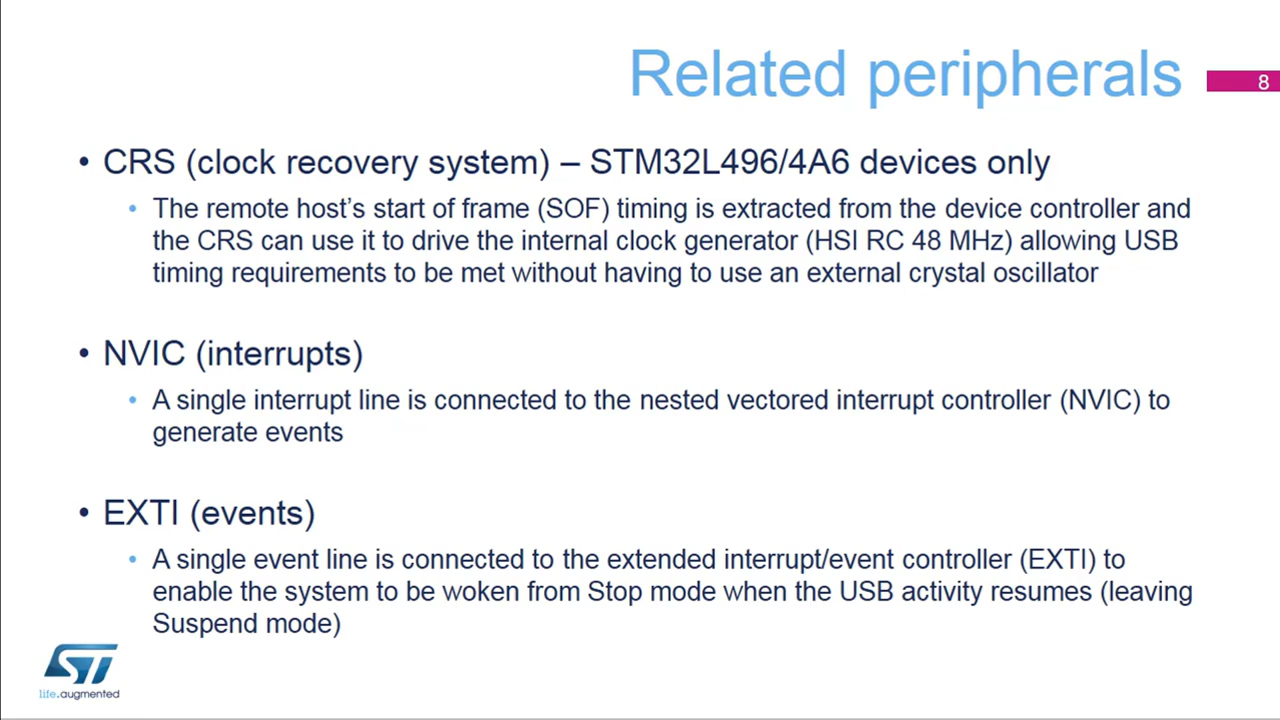 Related peripherals
8
• CRS (clock recovery system) – STM32L496/4A6 devices only
• The remote host's start of frame (SOF) timing is extracted from the device controller and
the CRS can use it to drive the internal clock generator (HSI RC 48 MHz) allowing USB
timing requirements to be met without having to use an external crystal oscillator
• NVIC (interrupts)
• A single interrupt line is connected to the nested vectored interrupt controller (NVIC) to
generate events
• EXTI (events)
• A single event line is connected to the extended interrupt/event controller (EXTI) to
enable the system to be woken from Stop mode when the USB activity resumes (leaving
Suspend mode)
ST
life.augmented